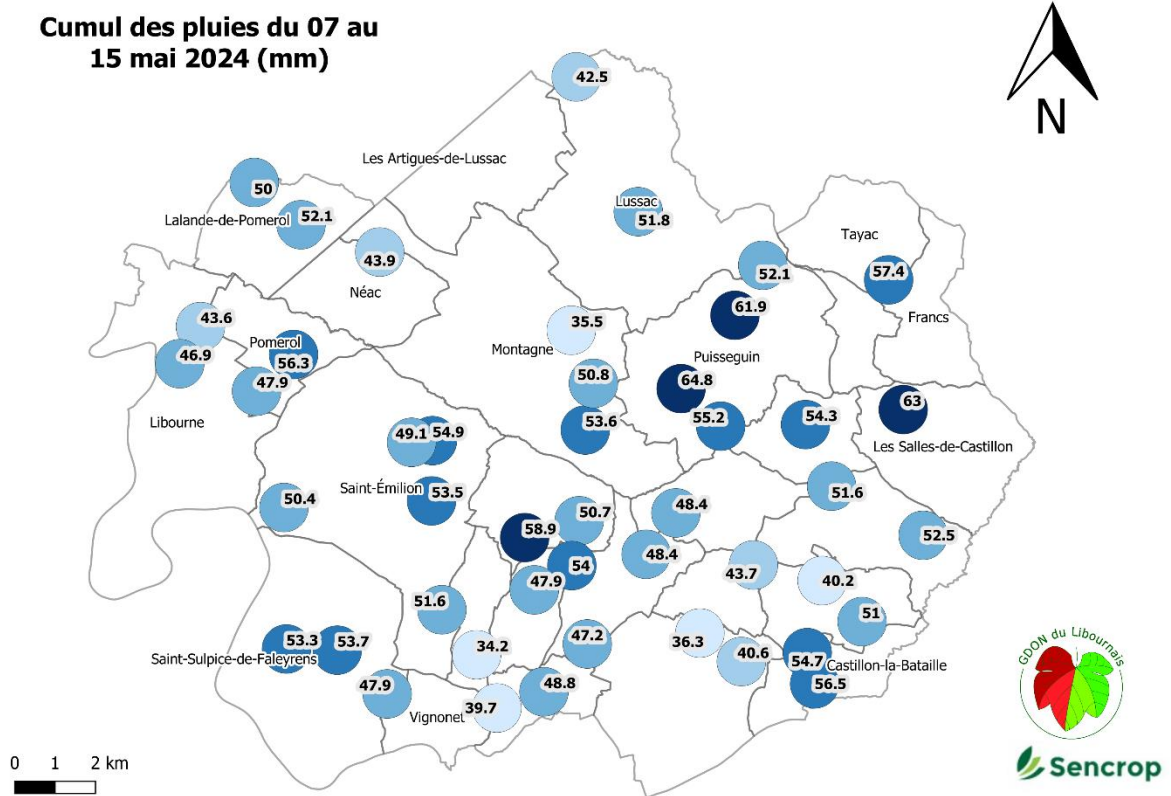 Cumul des pluies du 07 au
15 mai 2024 (mm)
N
42.5
Les Artigues-de-Lussac
50
Lalande-de-Pomerol
52.1
Lussac
51.8
Tayac
43.9
Néac
52.1
57.4
43.6
61.9
Francs
35.5
Pomerol
56.3
46.9
Montagne
Puisseguin
50.8
64.8
47.9
63
Libourne
53.6
55.2
54.3
49.1
54.9
Les Salles-de-Castillon
Saint-Émilion
53.5
50.4
51.6
50.7
48.4
58.9
52.5
48.4
54
43.7
47.9
40.2
51.6
51
53.3
53.7
34.2
47.2
36.3
40.6
54.7
Saint-Sulpice-de-Faleyrens
Castillon-la-Bataille
47.9
48.8
56.5
39.7
Vignonet
GDON du Libournais
0 1 2 km
Sencrop